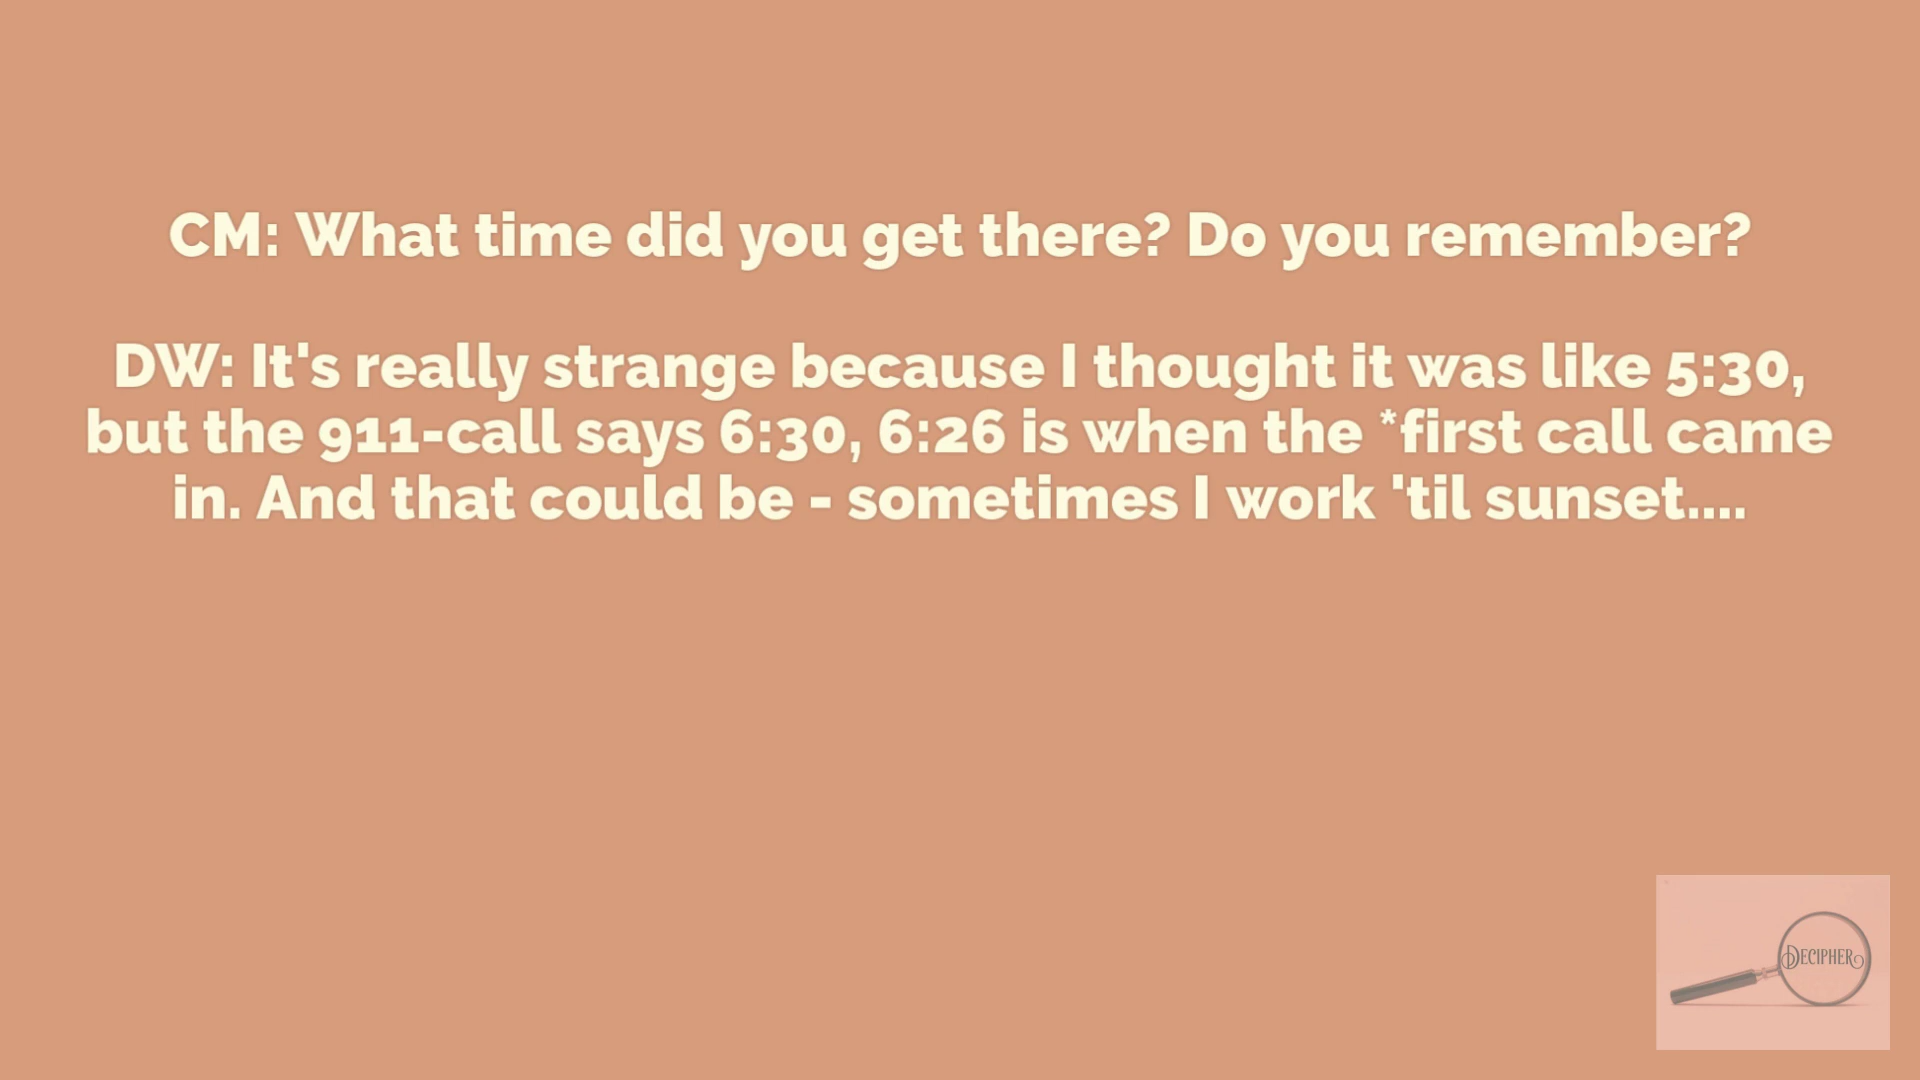 CM: What time did you get there? Do you remember?
DW: It's really strange because I thought it was like 5:30,
but the 911-call says 6:30, 6:26 is when the *first call came
in. And that could be - sometimes I work 'til sunset....
DECIPHER